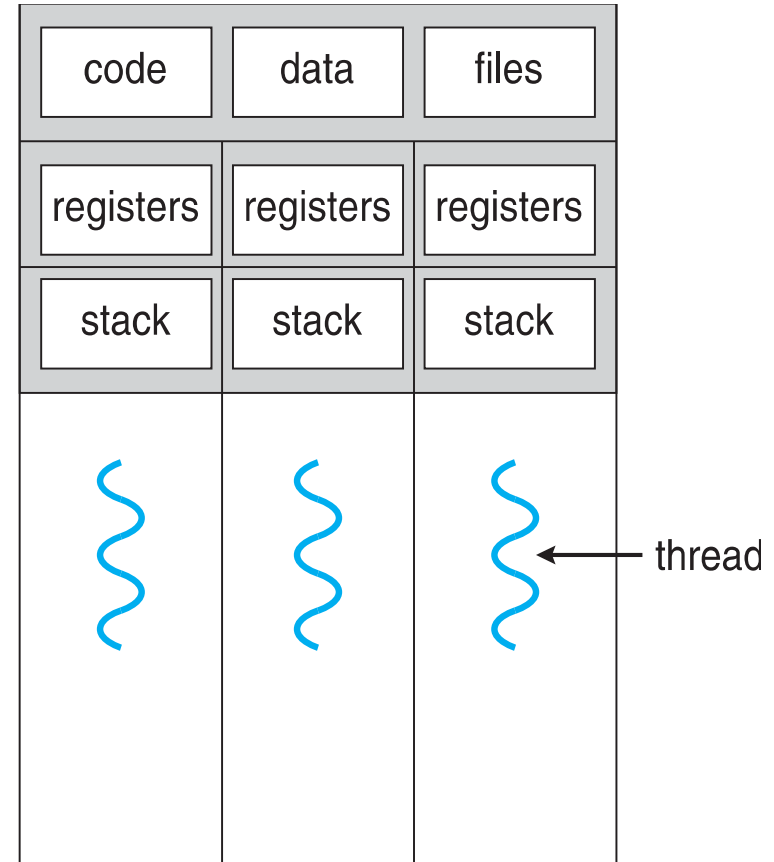 code data files
registers registers registers
stack stack stack
thread